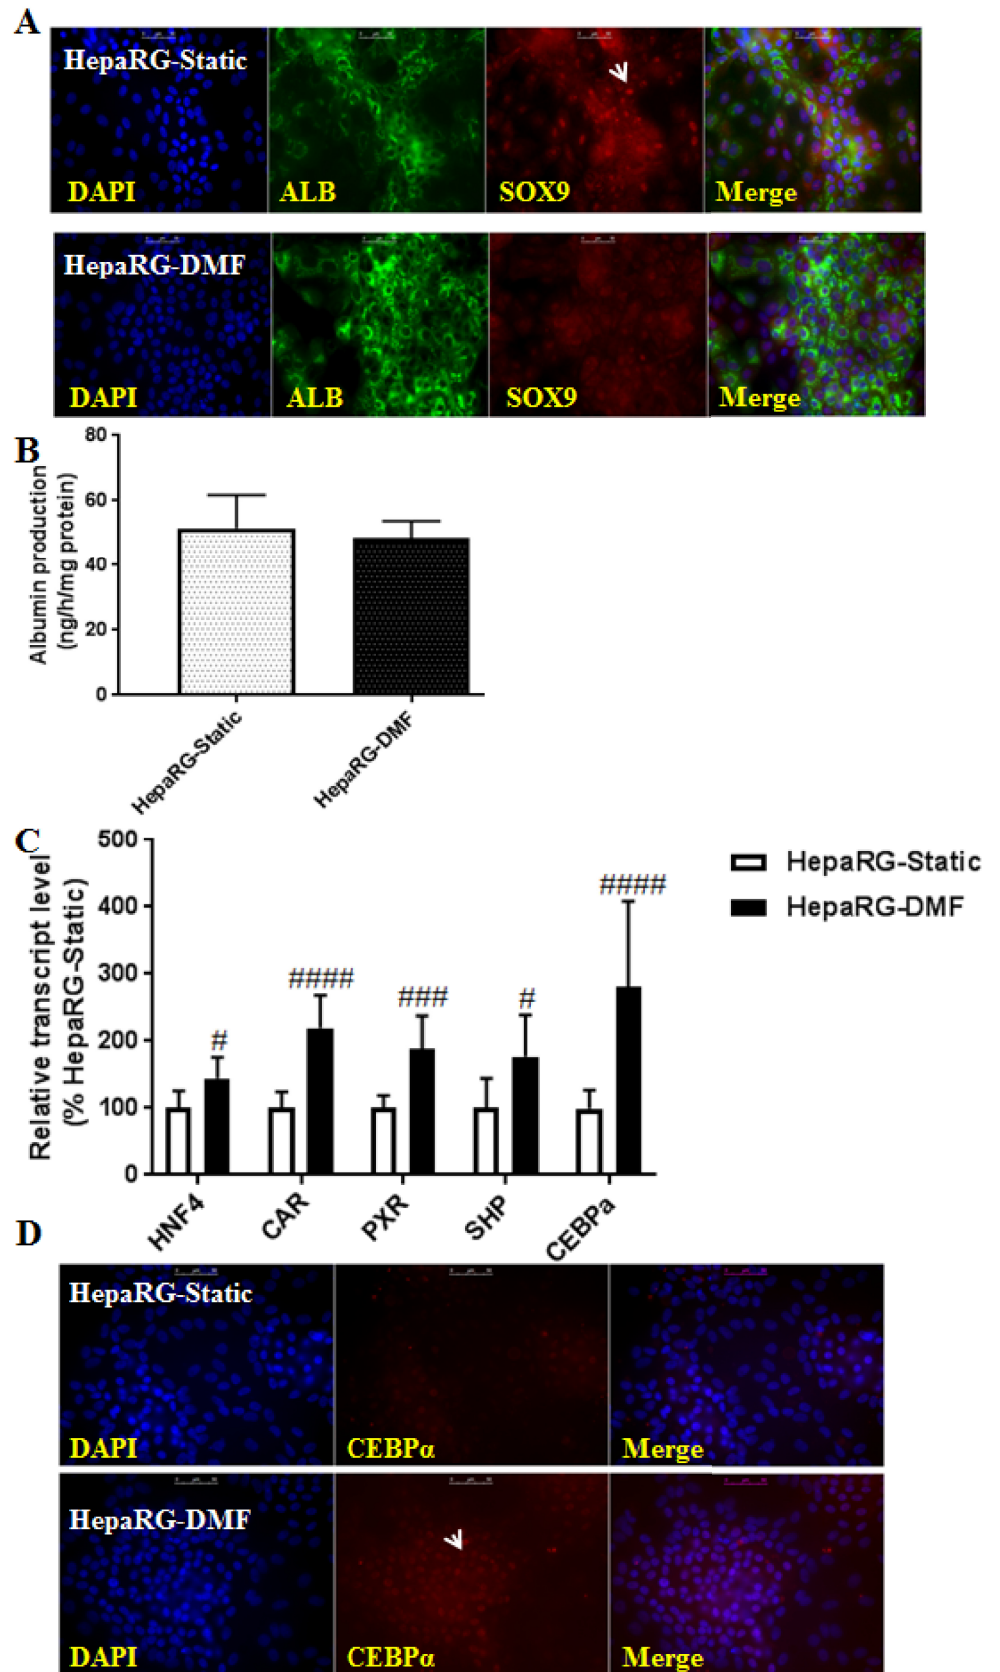 A
HepaRG-Static
DAPI
ALB
SOX9
Merge
HepaRG-DMF
DAPI
ALB
SOX9
Merge
B
Albumin production
(ng/h/mg protein)
80
60
40
20
0
HepaRG-Static
HepaRG-DMF
C
Relative transcript level
(% HepaRG-Static)
500
400
300
200
100
0
#
####
###
#
####
HNF4
CAR
PXR
SHP
CEBPa
HepaRG-Static
HepaRG-DMF
D
HepaRG-Static
DAPI
CEBPα
Merge
HepaRG-DMF
DAPI
CEBPα
Merge